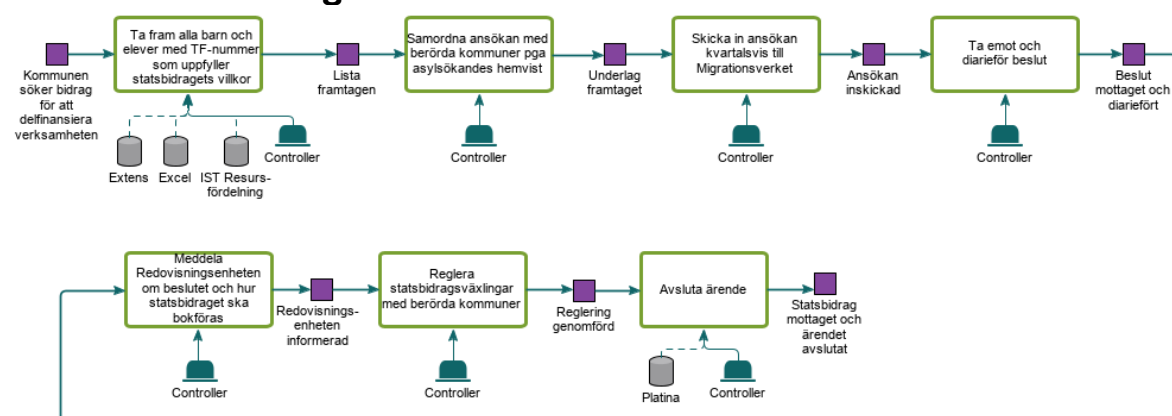 Ta fram alla barn och
elever med TF-nummer
som uppfyller
statsbidragets villkor
Samordna ansökan med
berörda kommuner pga
asylsökandes hemvist
Skicka in ansökan
kvartalsvis till
Migrationsverket
Ta emot och
diarieför beslut
Kommunen
söker bidrag
för att
delfinansiera
verksamheten
Lista
framtagen
Underlag
framtaget
Ansökan
inskickad
Beslut
mottaget och
diariefört
Extens
Excel
IST Resurs-
fördelning
Controller
Controller
Controller
Controller
Meddela
Redovisningsenheten
om beslutet och hur
statsbidraget ska
bokföras
Redovisnings-
enheten
informerad
Reglera
statsbidragsväxlingar
med berörda kommuner
Reglering
genomförd
Avsluta ärende
Statsbidrag
mottaget och
ärendet
avslutat
Controller
Controller
Platina
Controller